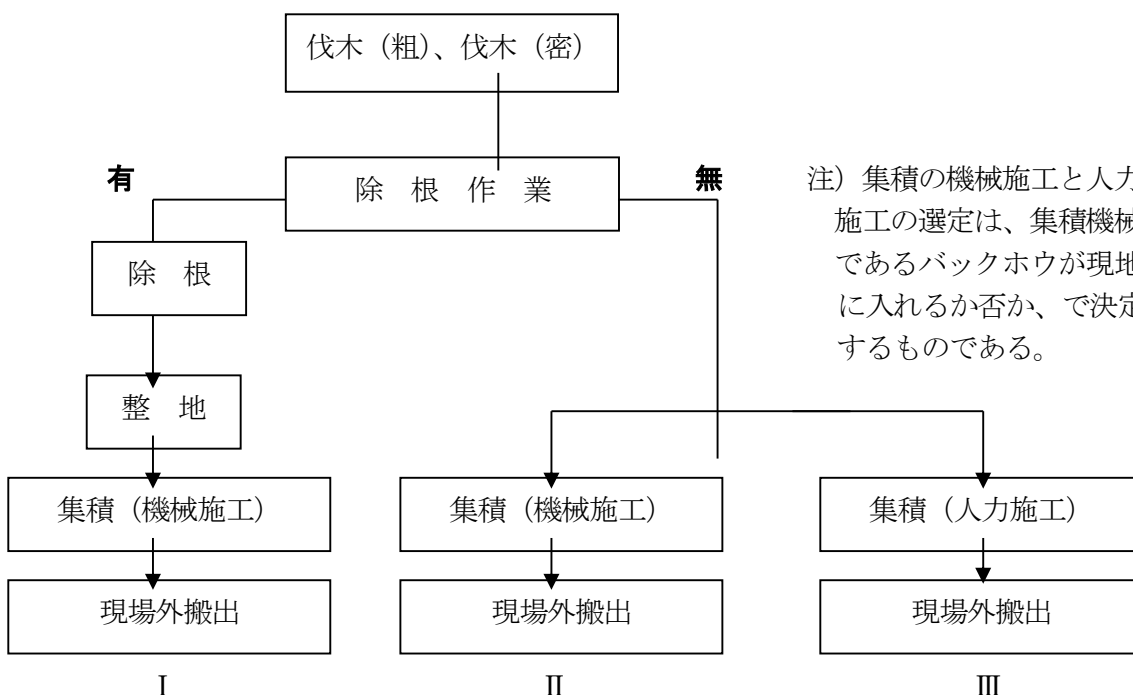 伐木（粗）、伐木（密）
有
除　根　作　業
無
注）集積の機械施工と人力
施工の選定は、集積機械
であるバックホウが現地
に入れるか否か、で決定
するものである。
除　根
整　地
集積（機械施工）
集積（機械施工）
集積（人力施工）
現場外搬出
現場外搬出
現場外搬出
Ⅰ
Ⅱ
Ⅲ